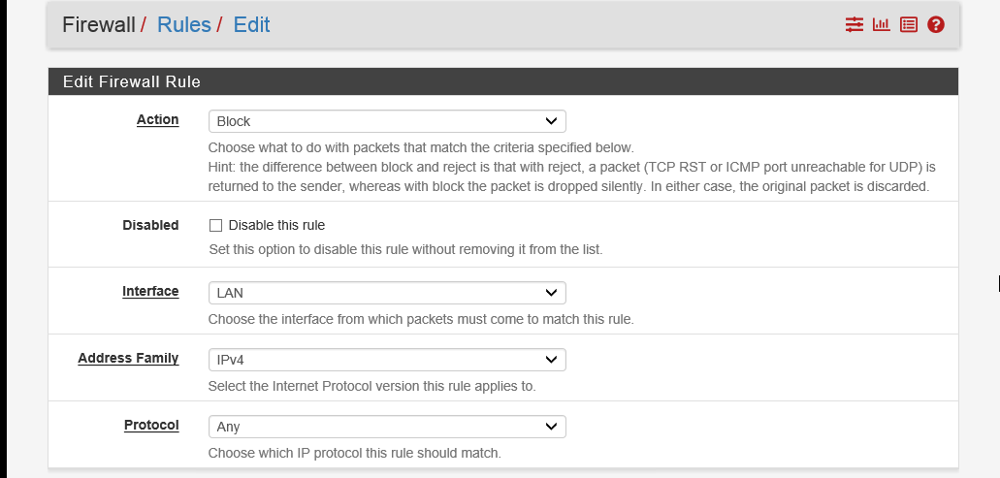 Firewall / Rules / Edit
Edit Firewall Rule
Action Block
Choose what to do with packets that match the criteria specified below.
Hint: the difference between block and reject is that with reject, a packet (TCP RST or ICMP port unreachable for UDP) is
returned to the sender, whereas with block the packet is dropped silently. In either case, the original packet is discarded.
Disabled Disable this rule
Set this option to disable this rule without removing it from the list.
Interface LAN
Choose the interface from which packets must come to match this rule.
Address Family IPv4
Select the Internet Protocol version this rule applies to.
Protocol Any
Choose which IP protocol this rule should match.